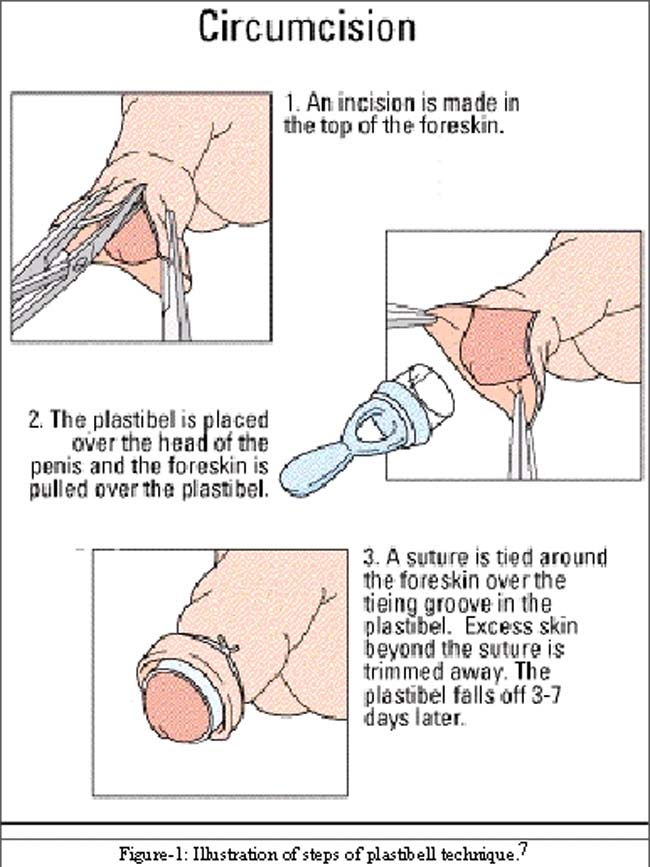 Circumcision
1. An incision is made in
the top of the foreskin.
2. The plastibel is placed
over the head of the
penis and the foreskin is
pulled over the plastibel.
3. A suture is tied around
the foreskin over the
tieing groove in the
plastibel. Excess skin
beyond the suture is
trimmed away. The
plastibel falls off 3-7
days later.
Figure-1: Illustration of steps of plastibell technique.7